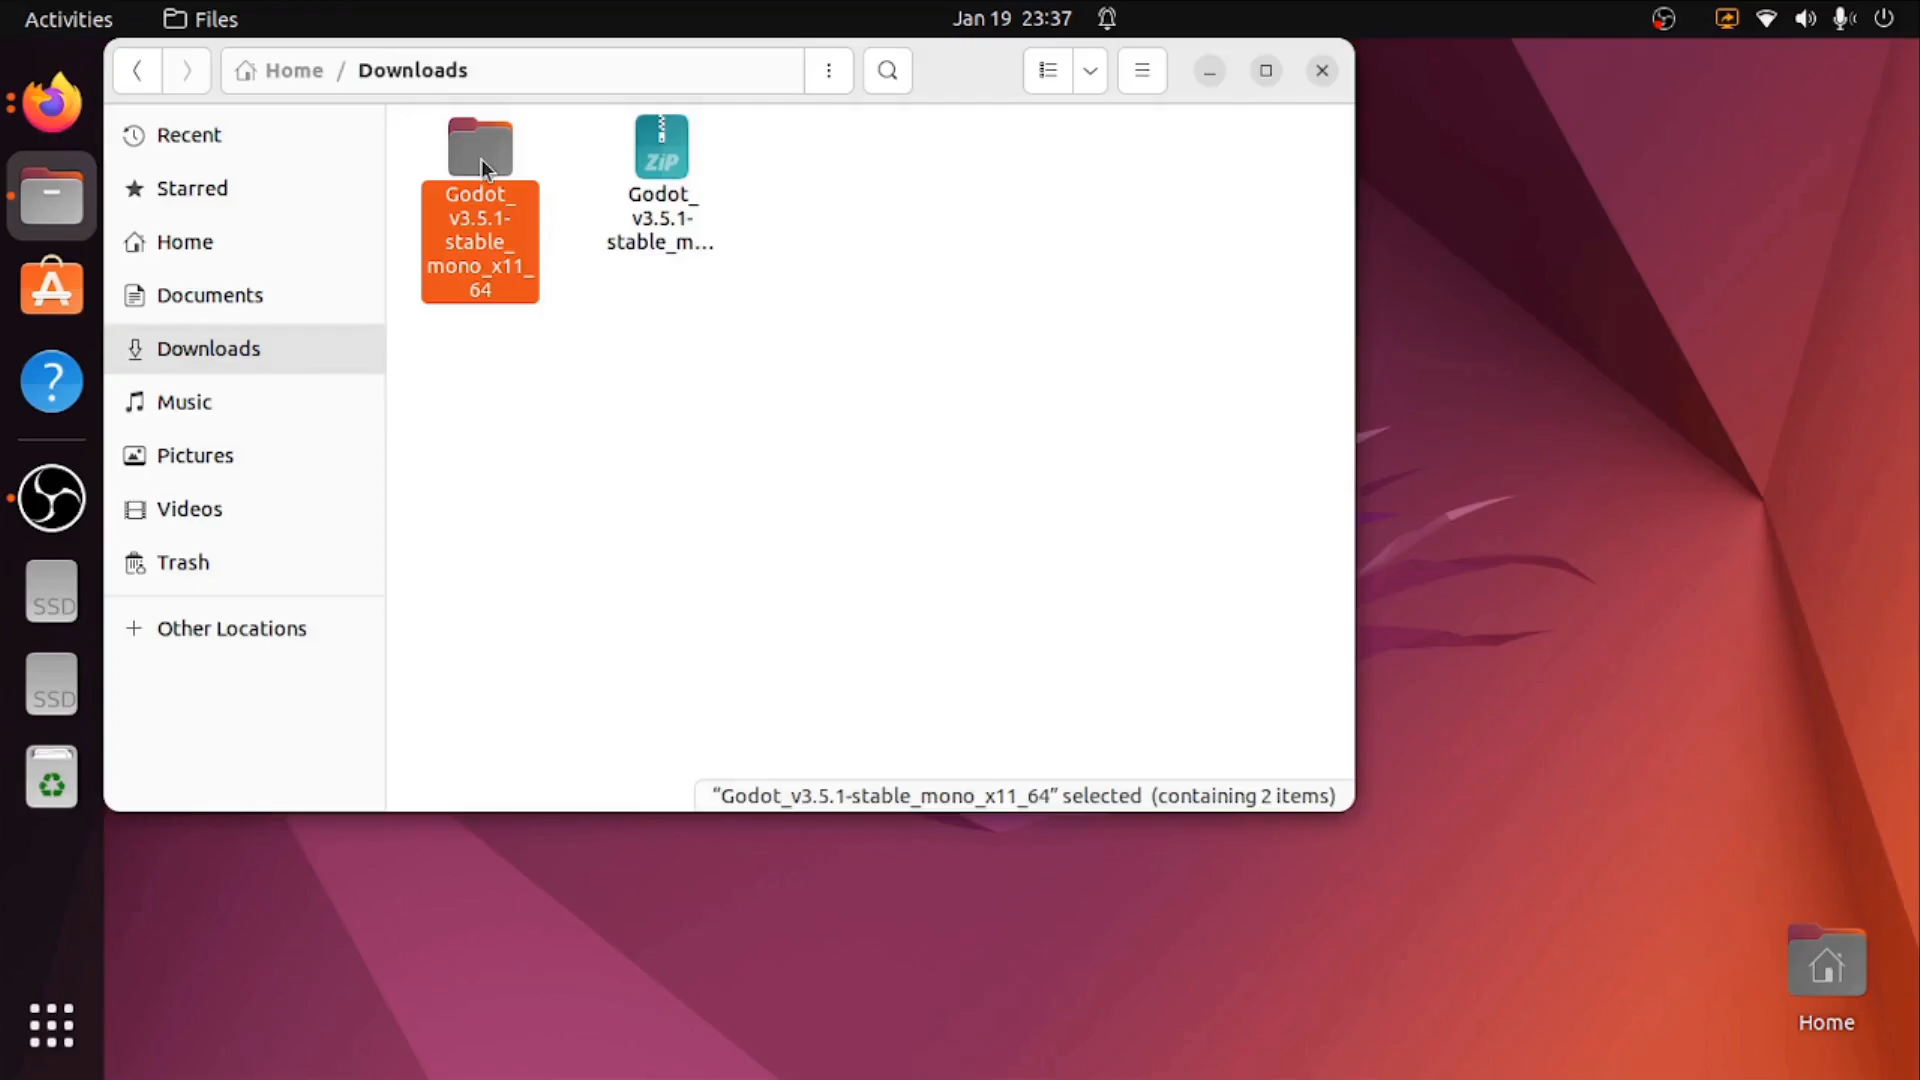 Activities
Files
Jan 19 23:37
Home / Downloads
Recent
Starred
Home
Documents
Downloads
Music
Pictures
Videos
Trash
+ Other Locations
Godot_
v3.5.1-
stable_
mono_x11_
64
ZiP
Godot_
v3.5.1-
stable_m...
“Godot_v3.5.1-stable_mono_x11_64” selected (containing 2 items)
SSD
SSD
Home